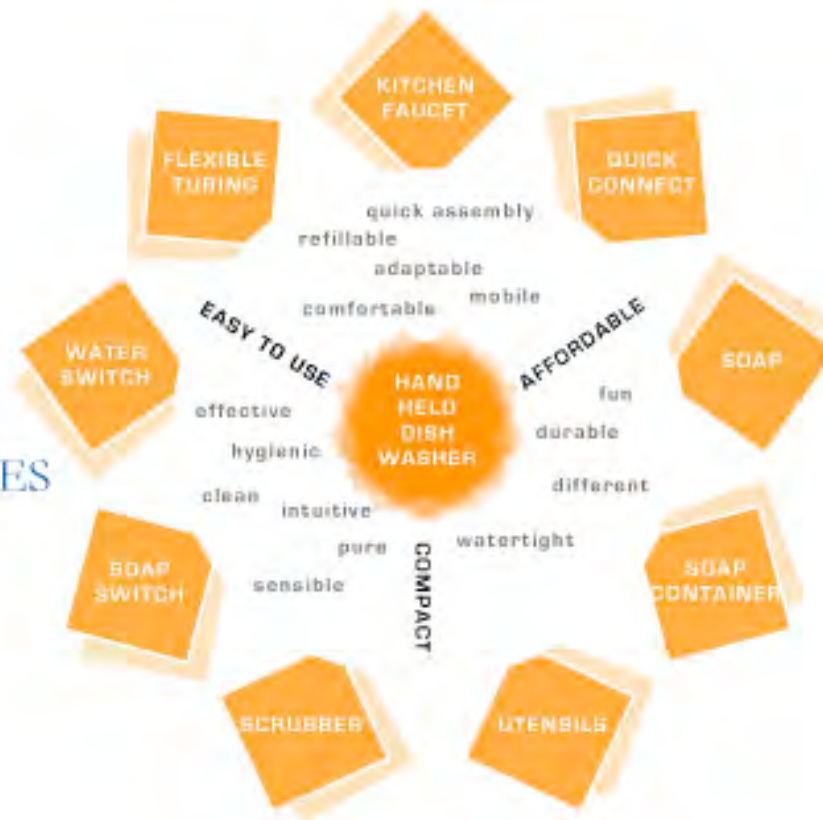 KITCHEN
FAUCET
FLEXIBLE
TUBING
QUICK
CONNECT
quick assembly
refillable
adaptable
mobile
comfortable
EASY TO USE
AFFORDABLE
WATER
SWITCH
SOAP
HAND
HELD
DISH
WASHER
fun
effective
durable
hygienic
ES
different
clean
intuitive
pure
watertight
sensible
COMPACT
SOAP
SWITCH
SOAP
CONTAINER
SCRUBBER
UTENSILS